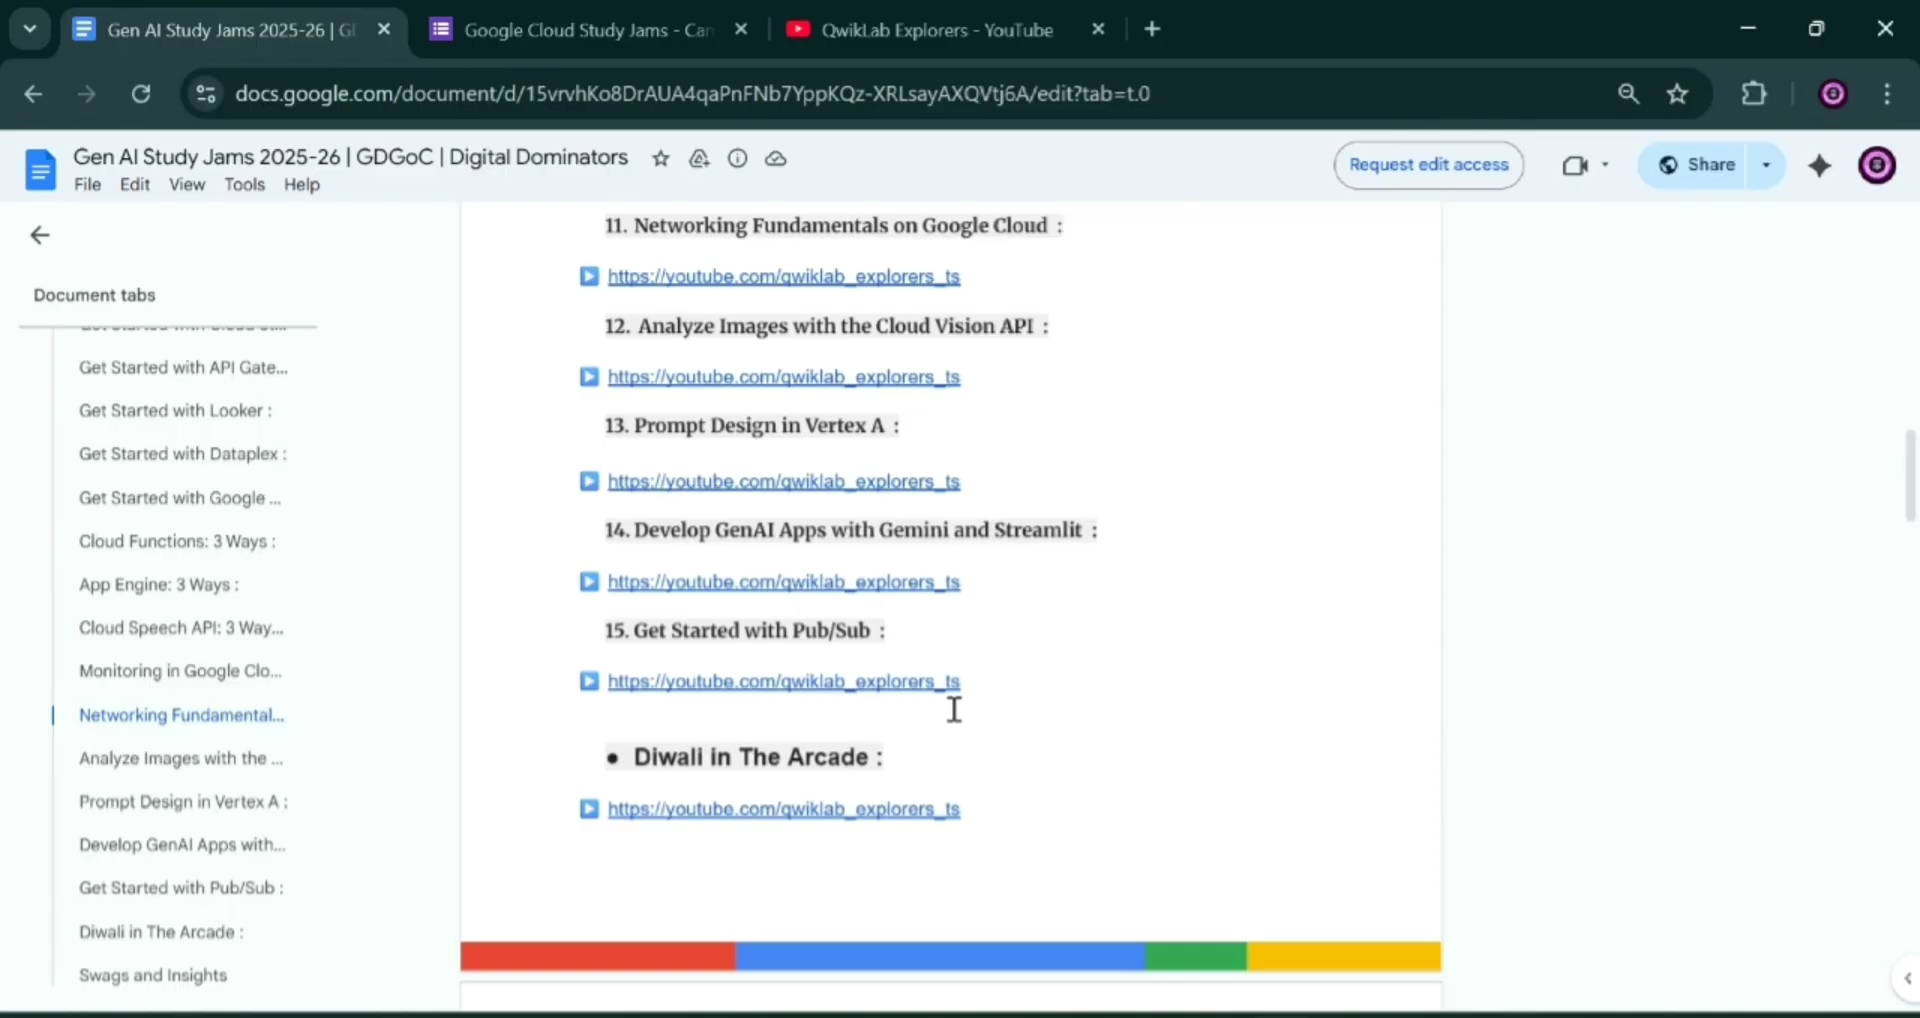 Gen AI Study Jams 2025-26 | G
Google Cloud Study Jams - Can
QwikLab Explorers - YouTube
docs.google.com/document/d/15vrvhKo8DrAUA4qaPnFNb7YppKQz-XRLsayAXQVtj6A/edit?tab=t.0
Gen AI Study Jams 2025-26 | GDGoC | Digital Dominators
File Edit View Tools Help
Request edit access
Share
Document tabs
Get Started with API Gate...
Get Started with Looker :
Get Started with Dataplex :
Get Started with Google ...
Cloud Functions: 3 Ways :
App Engine: 3 Ways :
Cloud Speech API: 3 Way...
Monitoring in Google Clo...
Networking Fundamental...
Analyze Images with the ...
Prompt Design in Vertex A :
Develop GenAI Apps with...
Get Started with Pub/Sub :
Diwali in The Arcade :
Swags and Insights
11. Networking Fundamentals on Google Cloud :
https://youtube.com/qwiklab_explorers_ts
12. Analyze Images with the Cloud Vision API :
https://youtube.com/qwiklab_explorers_ts
13. Prompt Design in Vertex A :
https://youtube.com/qwiklab_explorers_ts
14. Develop GenAI Apps with Gemini and Streamlit :
https://youtube.com/qwiklab_explorers_ts
15. Get Started with Pub/Sub :
https://youtube.com/qwiklab_explorers_ts
● Diwali in The Arcade :
https://youtube.com/qwiklab_explorers_ts